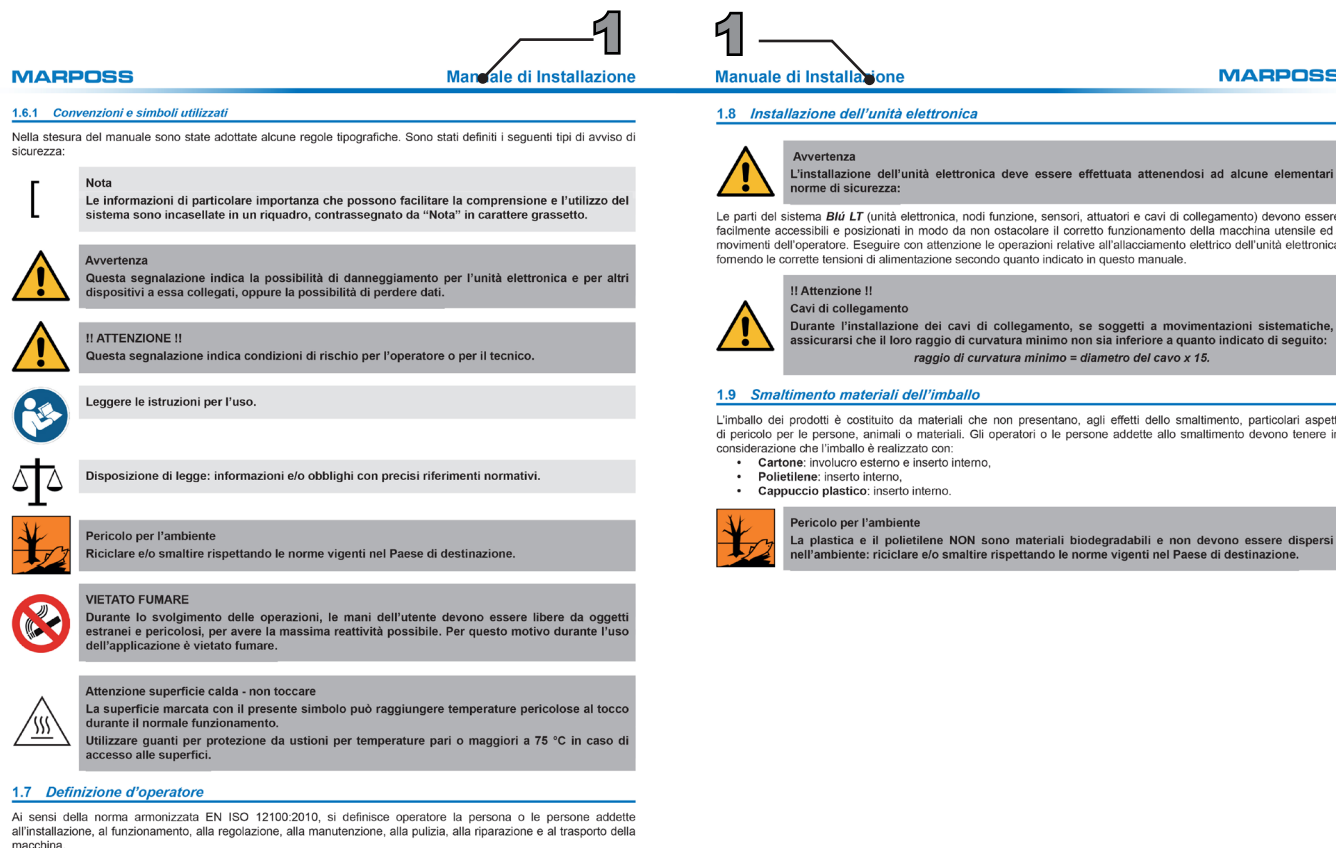 1
MARPOSS
Manuale di Installazione
1.6.1 Convenzioni e simboli utilizzati
Nella stesura del manuale sono state adottate alcune regole tipografiche. Sono stati definiti i seguenti tipi di avviso di
sicurezza:
[
Nota
Le informazioni di particolare importanza che possono facilitare la comprensione e l'utilizzo del
sistema sono incasellate in un riquadro, contrassegnato da “Nota” in carattere grassetto.
Avvertenza
Questa segnalazione indica la possibilità di danneggiamento per l'unità elettronica e per altri
dispositivi a essa collegati, oppure la possibilità di perdere dati.
!! ATTENZIONE !!
Questa segnalazione indica condizioni di rischio per l'operatore o per il tecnico.
Leggere le istruzioni per l'uso.
Disposizione di legge: informazioni e/o obblighi con precisi riferimenti normativi.
Pericolo per l'ambiente
Riciclare e/o smaltire rispettando le norme vigenti nel Paese di destinazione.
VIETATO FUMARE
Durante lo svolgimento delle operazioni, le mani dell'utente devono essere libere da oggetti
estranei e pericolosi, per avere la massima reattività possibile. Per questo motivo durante l'uso
dell'applicazione è vietato fumare.
Attenzione superficie calda - non toccare
La superficie marcata con il presente simbolo può raggiungere temperature pericolose al tocco
durante il normale funzionamento.
Utilizzare guanti per protezione da ustioni per temperature pari o maggiori a 75 °C in caso di
accesso alle superfici.
1.7 Definizione d'operatore
Ai sensi della norma armonizzata EN ISO 12100:2010, si definisce operatore la persona o le persone addette
all'installazione, al funzionamento, alla regolazione, alla manutenzione, alla pulizia, alla riparazione e al trasporto della
macchina
1
Manuale di Installazione
MARPOSS
1.8 Installazione dell'unità elettronica
Avvertenza
L'installazione dell'unità elettronica deve essere effettuata attenendosi ad alcune elementari
norme di sicurezza:
Le parti del sistema Blú LT (unità elettronica, nodi funzione, sensori, attuatori e cavi di collegamento) devono essere
facilmente accessibili e posizionati in modo da non ostacolare il corretto funzionamento della macchina utensile ed
movimenti dell'operatore. Eseguire con attenzione le operazioni relative all'allacciamento elettrico dell'unità elettronica
fornendo le corrette tensioni di alimentazione secondo quanto indicato in questo manuale.
!! Attenzione !!
Cavi di collegamento
Durante l'installazione dei cavi di collegamento, se soggetti a movimentazioni sistematiche,
assicurarsi che il loro raggio di curvatura minimo non sia inferiore a quanto indicato di seguito:
raggio di curvatura minimo = diametro del cavo x 15.
1.9 Smaltimento materiali dell'imballo
L'imballo dei prodotti è costituito da materiali che non presentano, agli effetti dello smaltimento, particolari aspett
di pericolo per le persone, animali o materiali. Gli operatori o le persone addette allo smaltimento devono tenere in
considerazione che l'imballo è realizzato con:
• Cartone: involucro esterno e inserto interno,
• Polietilene: inserto interno,
• Cappuccio plastico: inserto interno.
Pericolo per l'ambiente
La plastica e il polietilene NON sono materiali biodegradabili e non devono essere dispersi
nell'ambiente: riciclare e/o smaltire rispettando le norme vigenti nel Paese di destinazione.